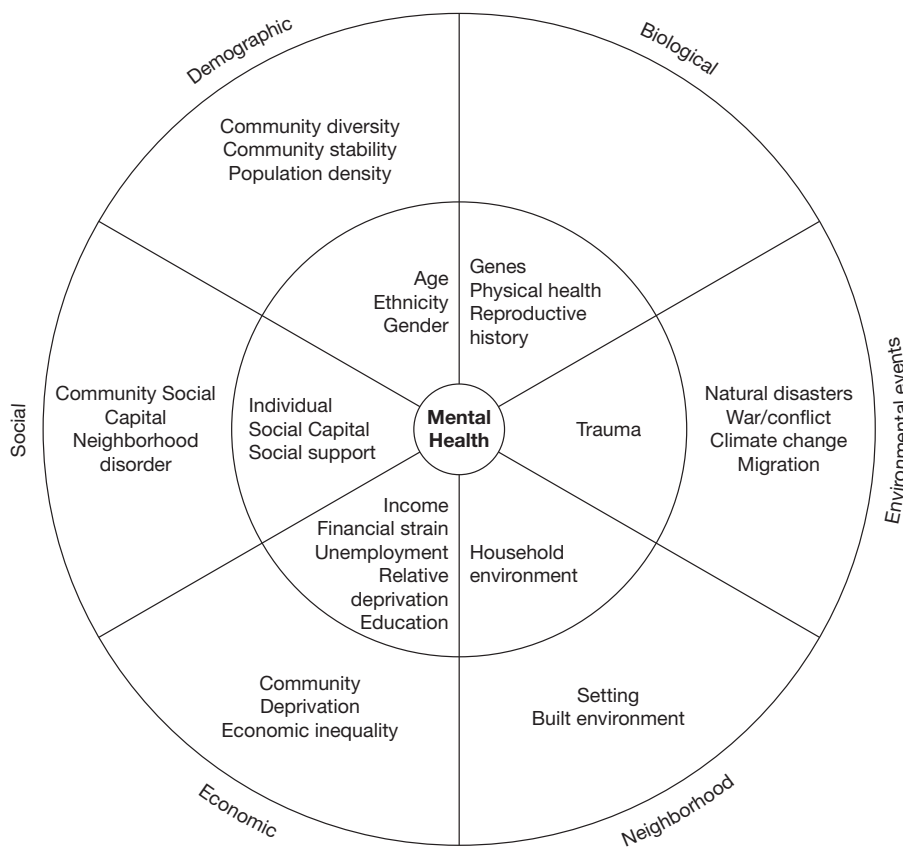 Demographic
Biological
Community diversity
Community stability
Population density
Age
Ethnicity
Gender
Genes
Physical health
Reproductive
history
Social
Community Social
Capital
Neighborhood
disorder
Individual
Social Capital
Social support
Mental
Health
Trauma
Natural disasters
War/conflict
Climate change
Migration
Environmental events
Income
Financial strain
Unemployment
Relative
deprivation
Education
Household
environment
Community
Deprivation
Economic inequality
Setting
Built environment
Economic
Neighborhood